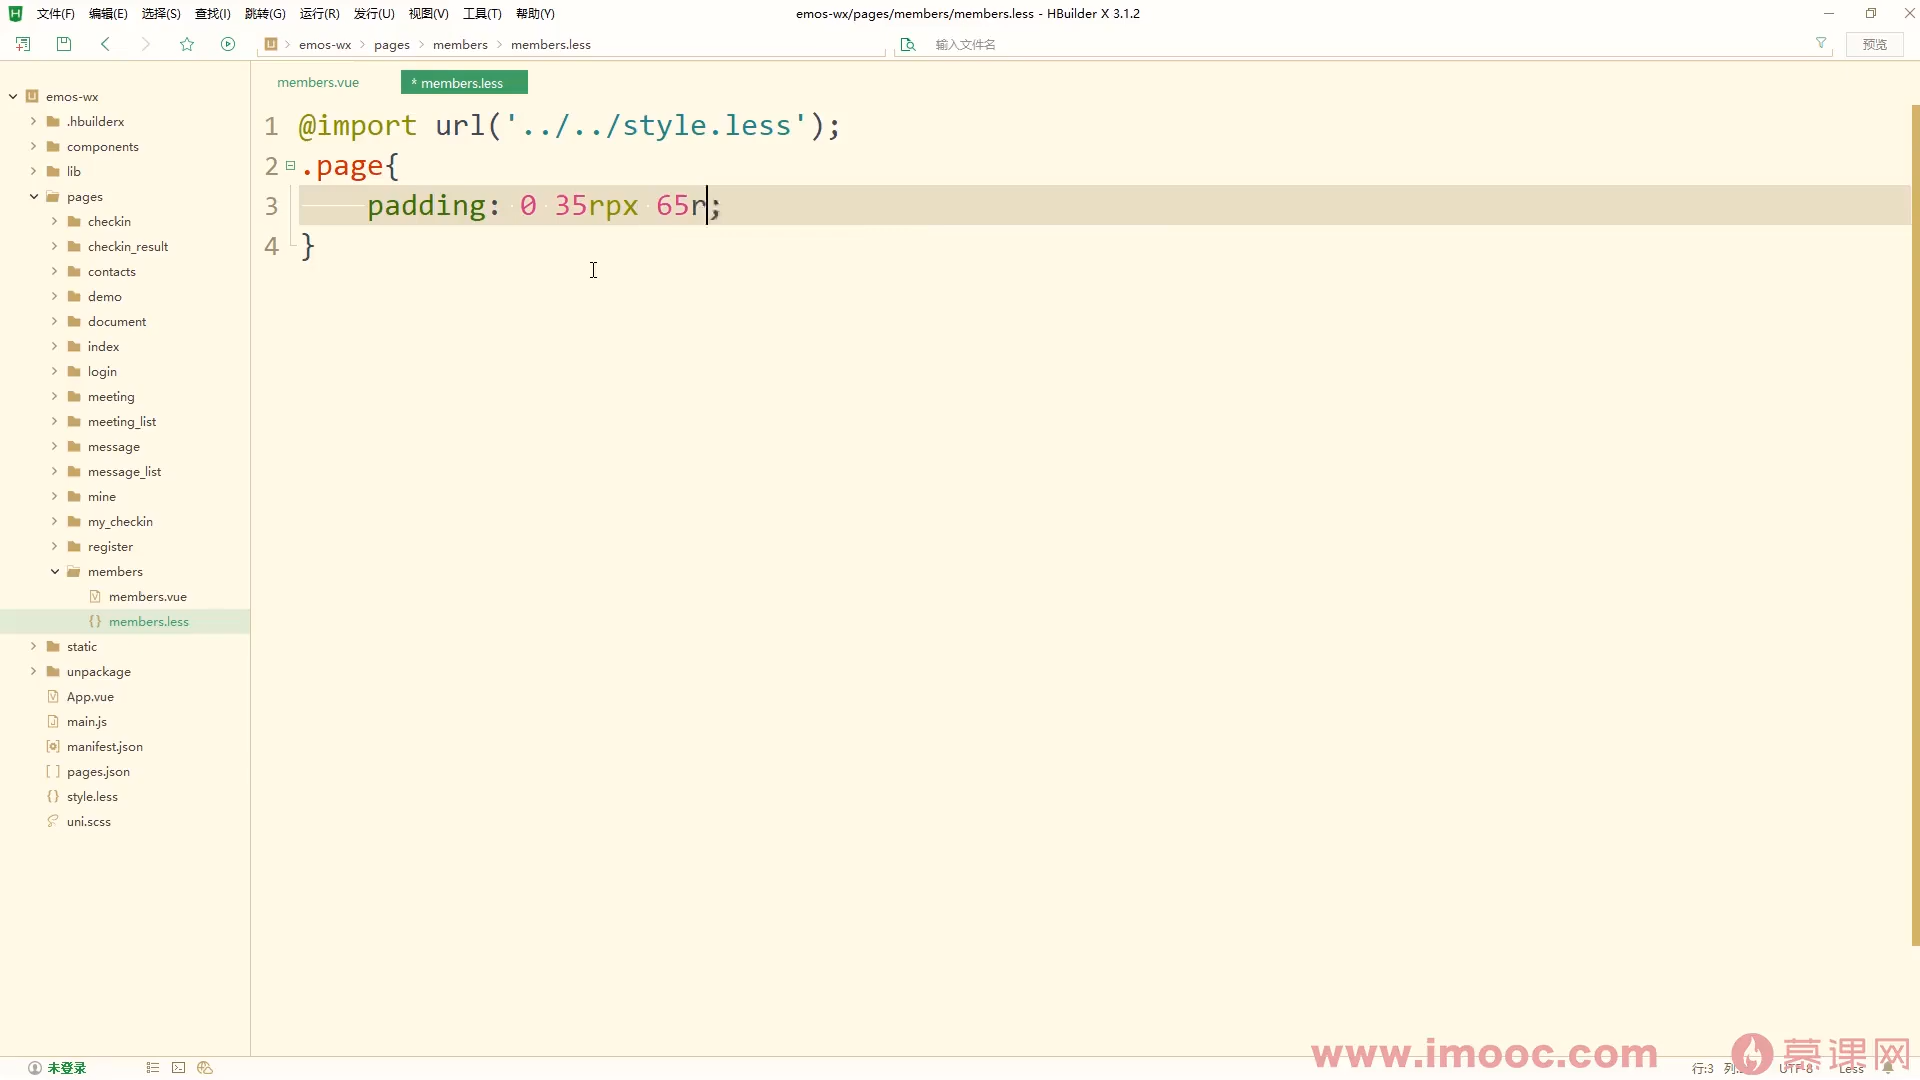 文件(F) 编辑(E) 选择(S) 查找(I) 跳转(G) 运行(R) 发行(U) 视图(V) 工具(T) 帮助(Y)
emos-wx/pages/members/members.less - HBuilder X 3.1.2
emos-wx pages members members.less
输入文件名
预览
emos-wx
.hbuilderx
components
lib
pages
checkin
checkin_result
contacts
demo
document
index
login
meeting
meeting_list
message
message_list
mine
my_checkin
register
members
members.vue
members.less
static
unpackage
App.vue
main.js
manifest.json
pages.json
style.less
uni.scss
members.vue
* members.less
1 @import url('../../style.less');
2 .page{
3 padding: 0 35rpx 65r;
4 }
未登录
行:3 列:
UTF-8
Less
www.imooc.com
慕课网